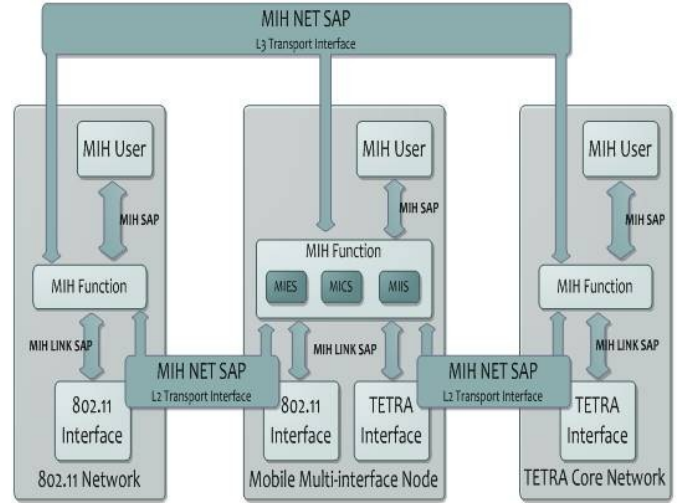 MIH NET SAP
L3 Transport Interface
MIH User
MIH User
MIH User
MIH SAP
MIH SAP
MIH SAP
MIH Function
MIH Function
MIES
MICS
MIIS
MIH Function
MIH LINK SAP
MIH LINK SAP
MIH LINK SAP
MIH NET SAP
L2 Transport Interface
MIH NET SAP
L2 Transport Interface
802.11
Interface
802.11
Interface
TETRA
Interface
TETRA
Interface
802.11 Network
Mobile Multi-interface Node
TETRA Core Network